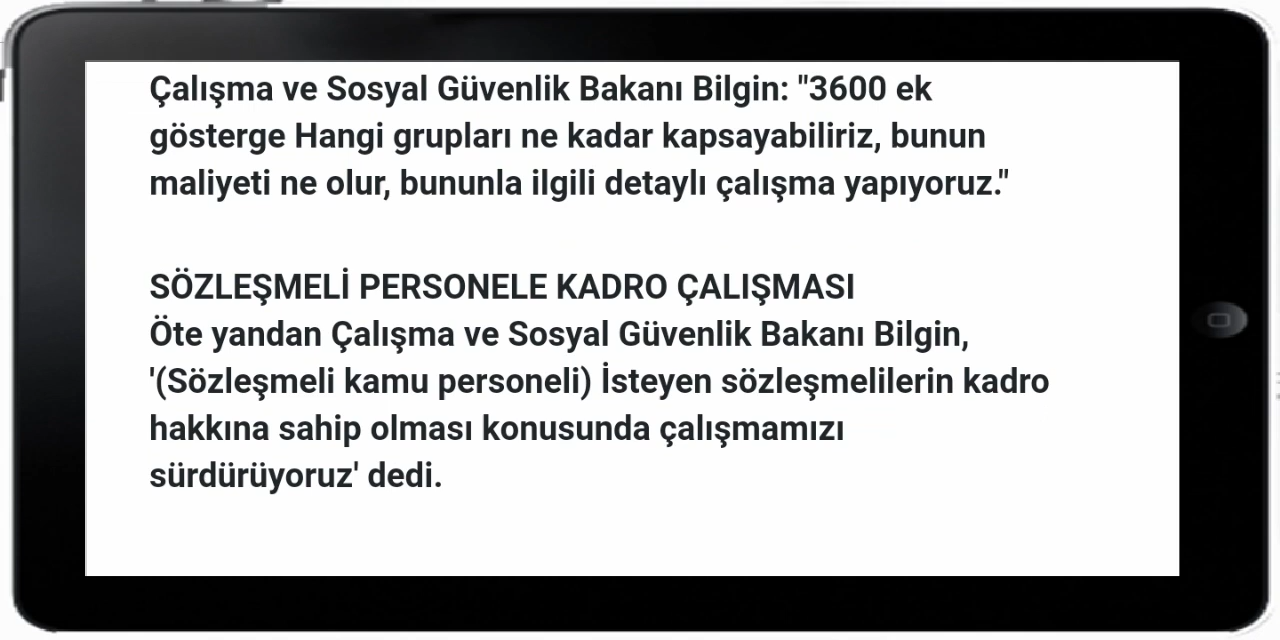 Çalışma ve Sosyal Güvenlik Bakanı Bilgin: "3600 ek
gösterge Hangi grupları ne kadar kapsayabiliriz, bunun
maliyeti ne olur, bununla ilgili detaylı çalışma yapıyoruz."
SÖZLEŞMELİ PERSONELE KADRO ÇALIŞMASI
Öte yandan Çalışma ve Sosyal Güvenlik Bakanı Bilgin,
'(Sözleşmeli kamu personeli) İsteyen sözleşmelilerin kadro
hakkına sahip olması konusunda çalışmamızı
sürdürüyoruz' dedi.